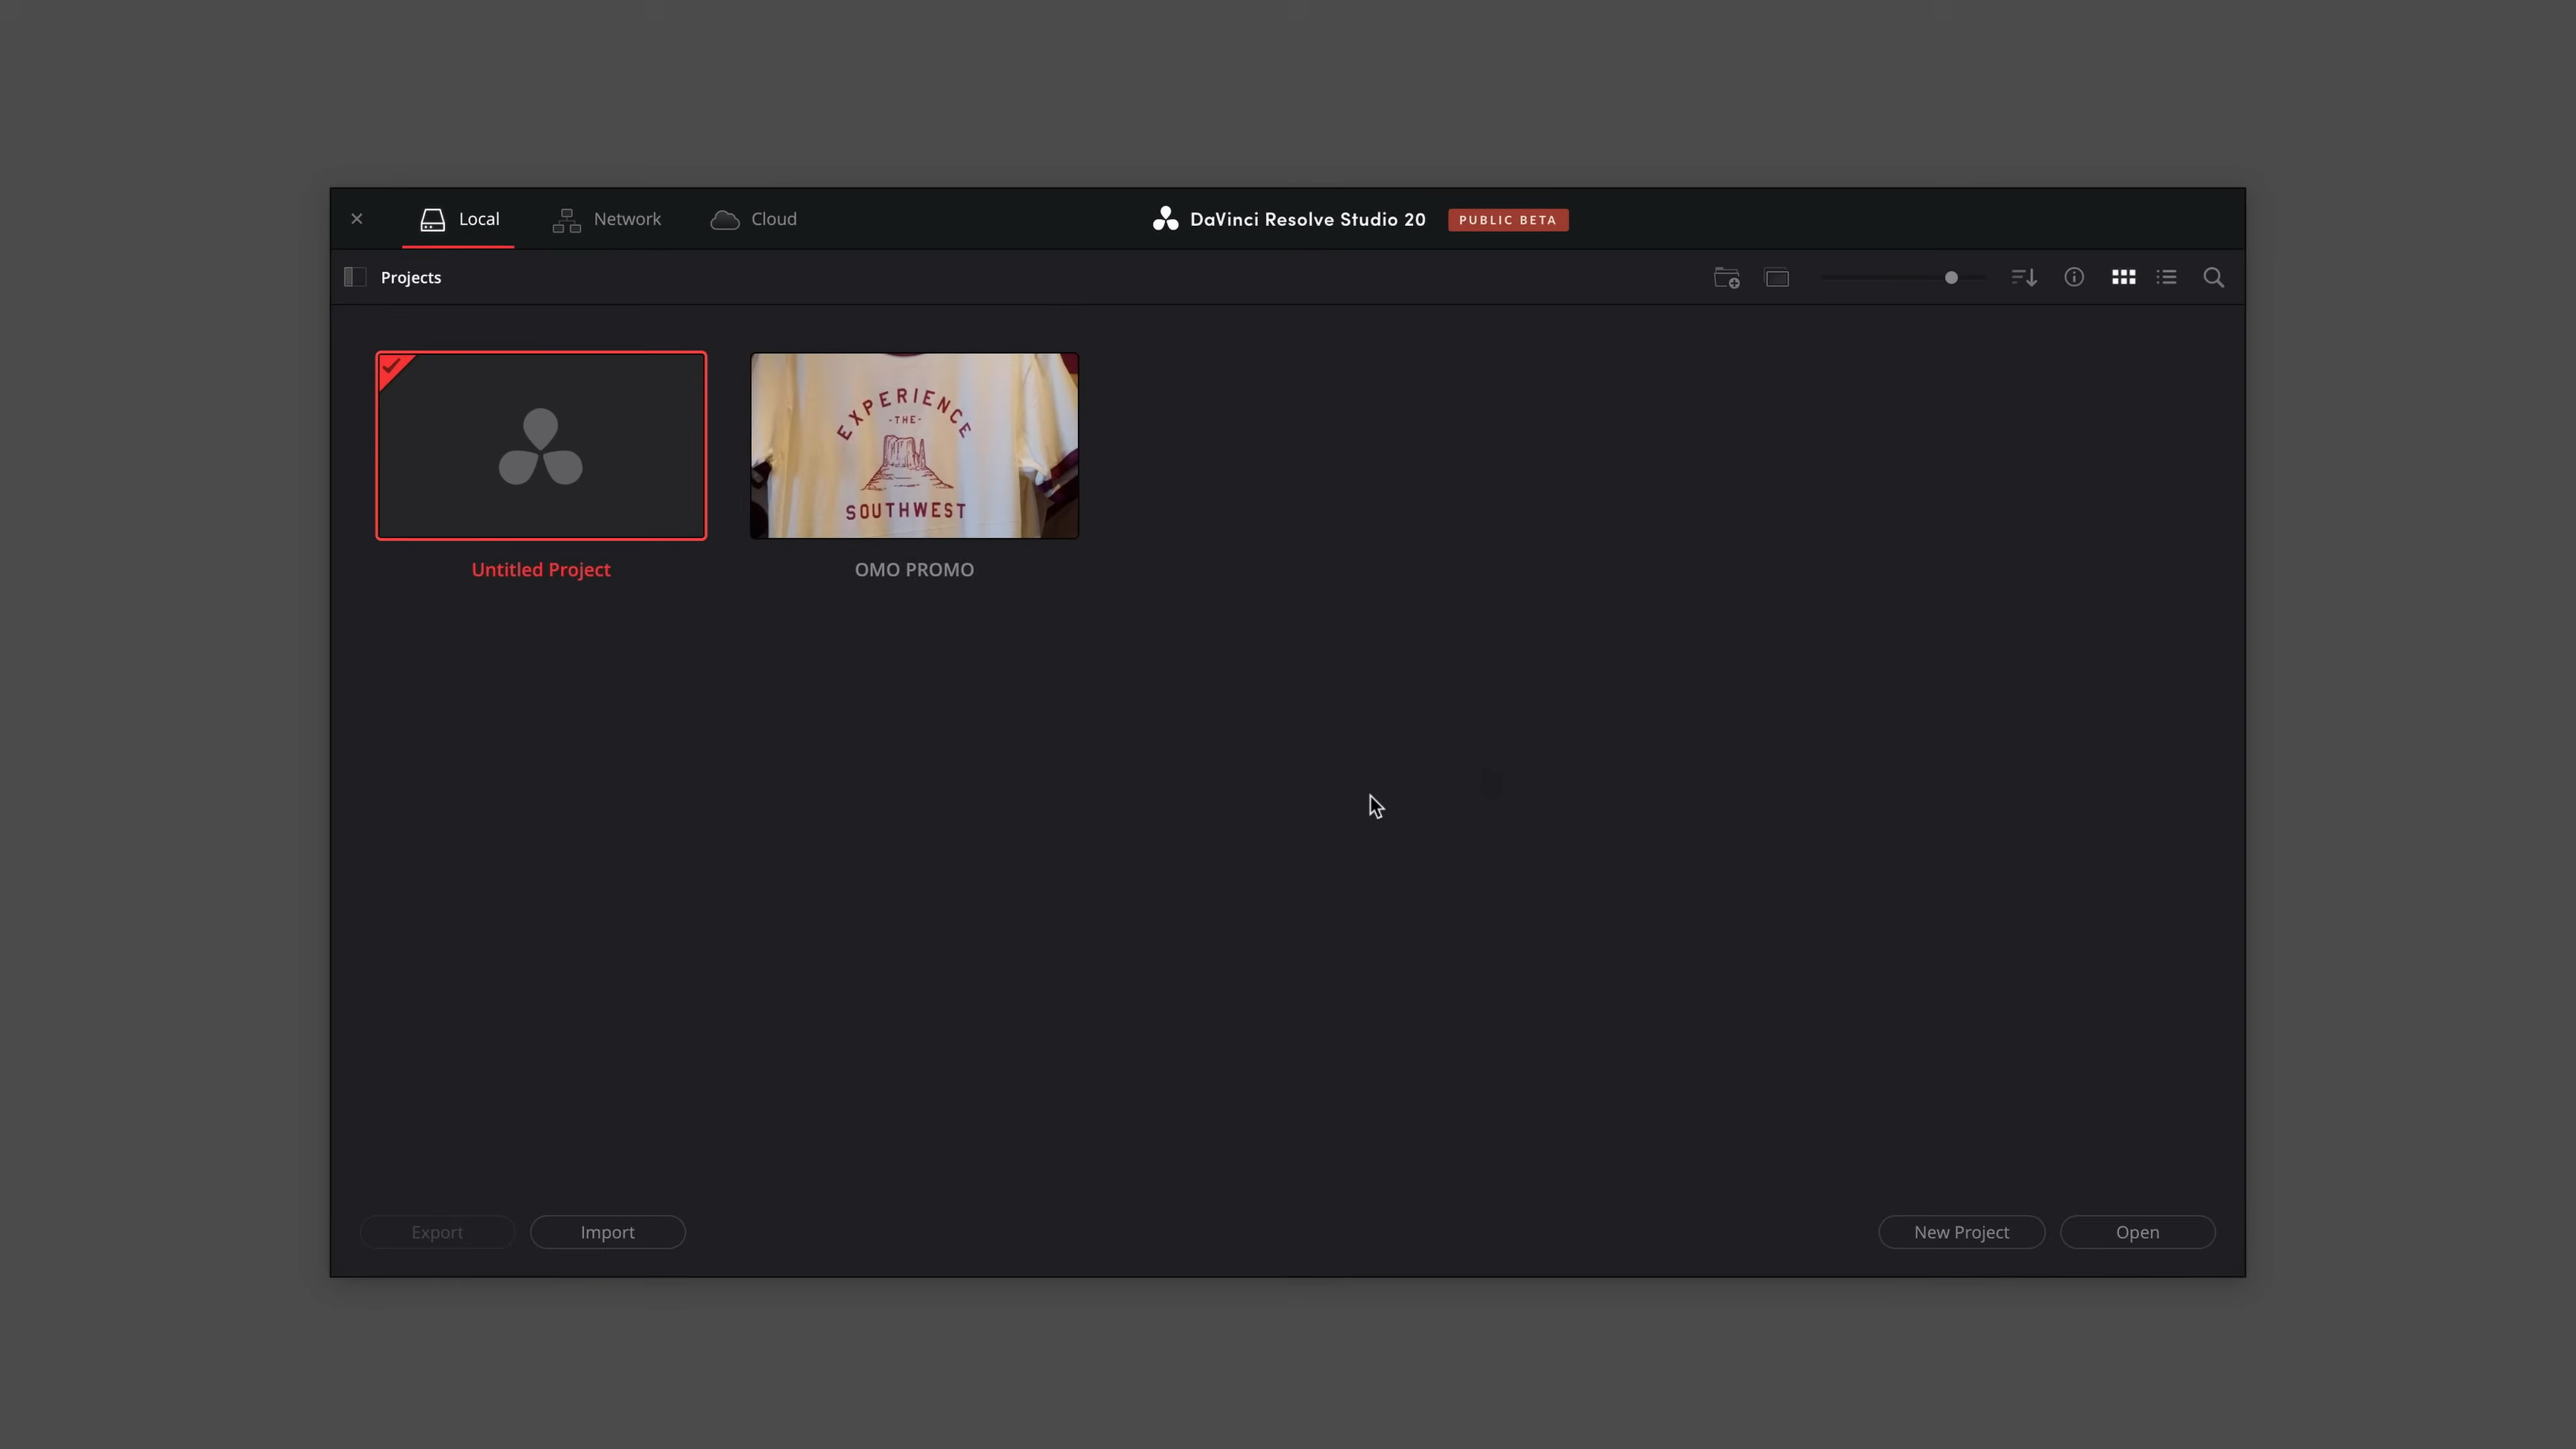 Local
Network
Cloud
DaVinci Resolve Studio 20
PUBLIC BETA
Projects
EXPERIENCE
-THE-
SOUTHWEST
Untitled Project
OMO PROMO
Export
Import
New Project
Open